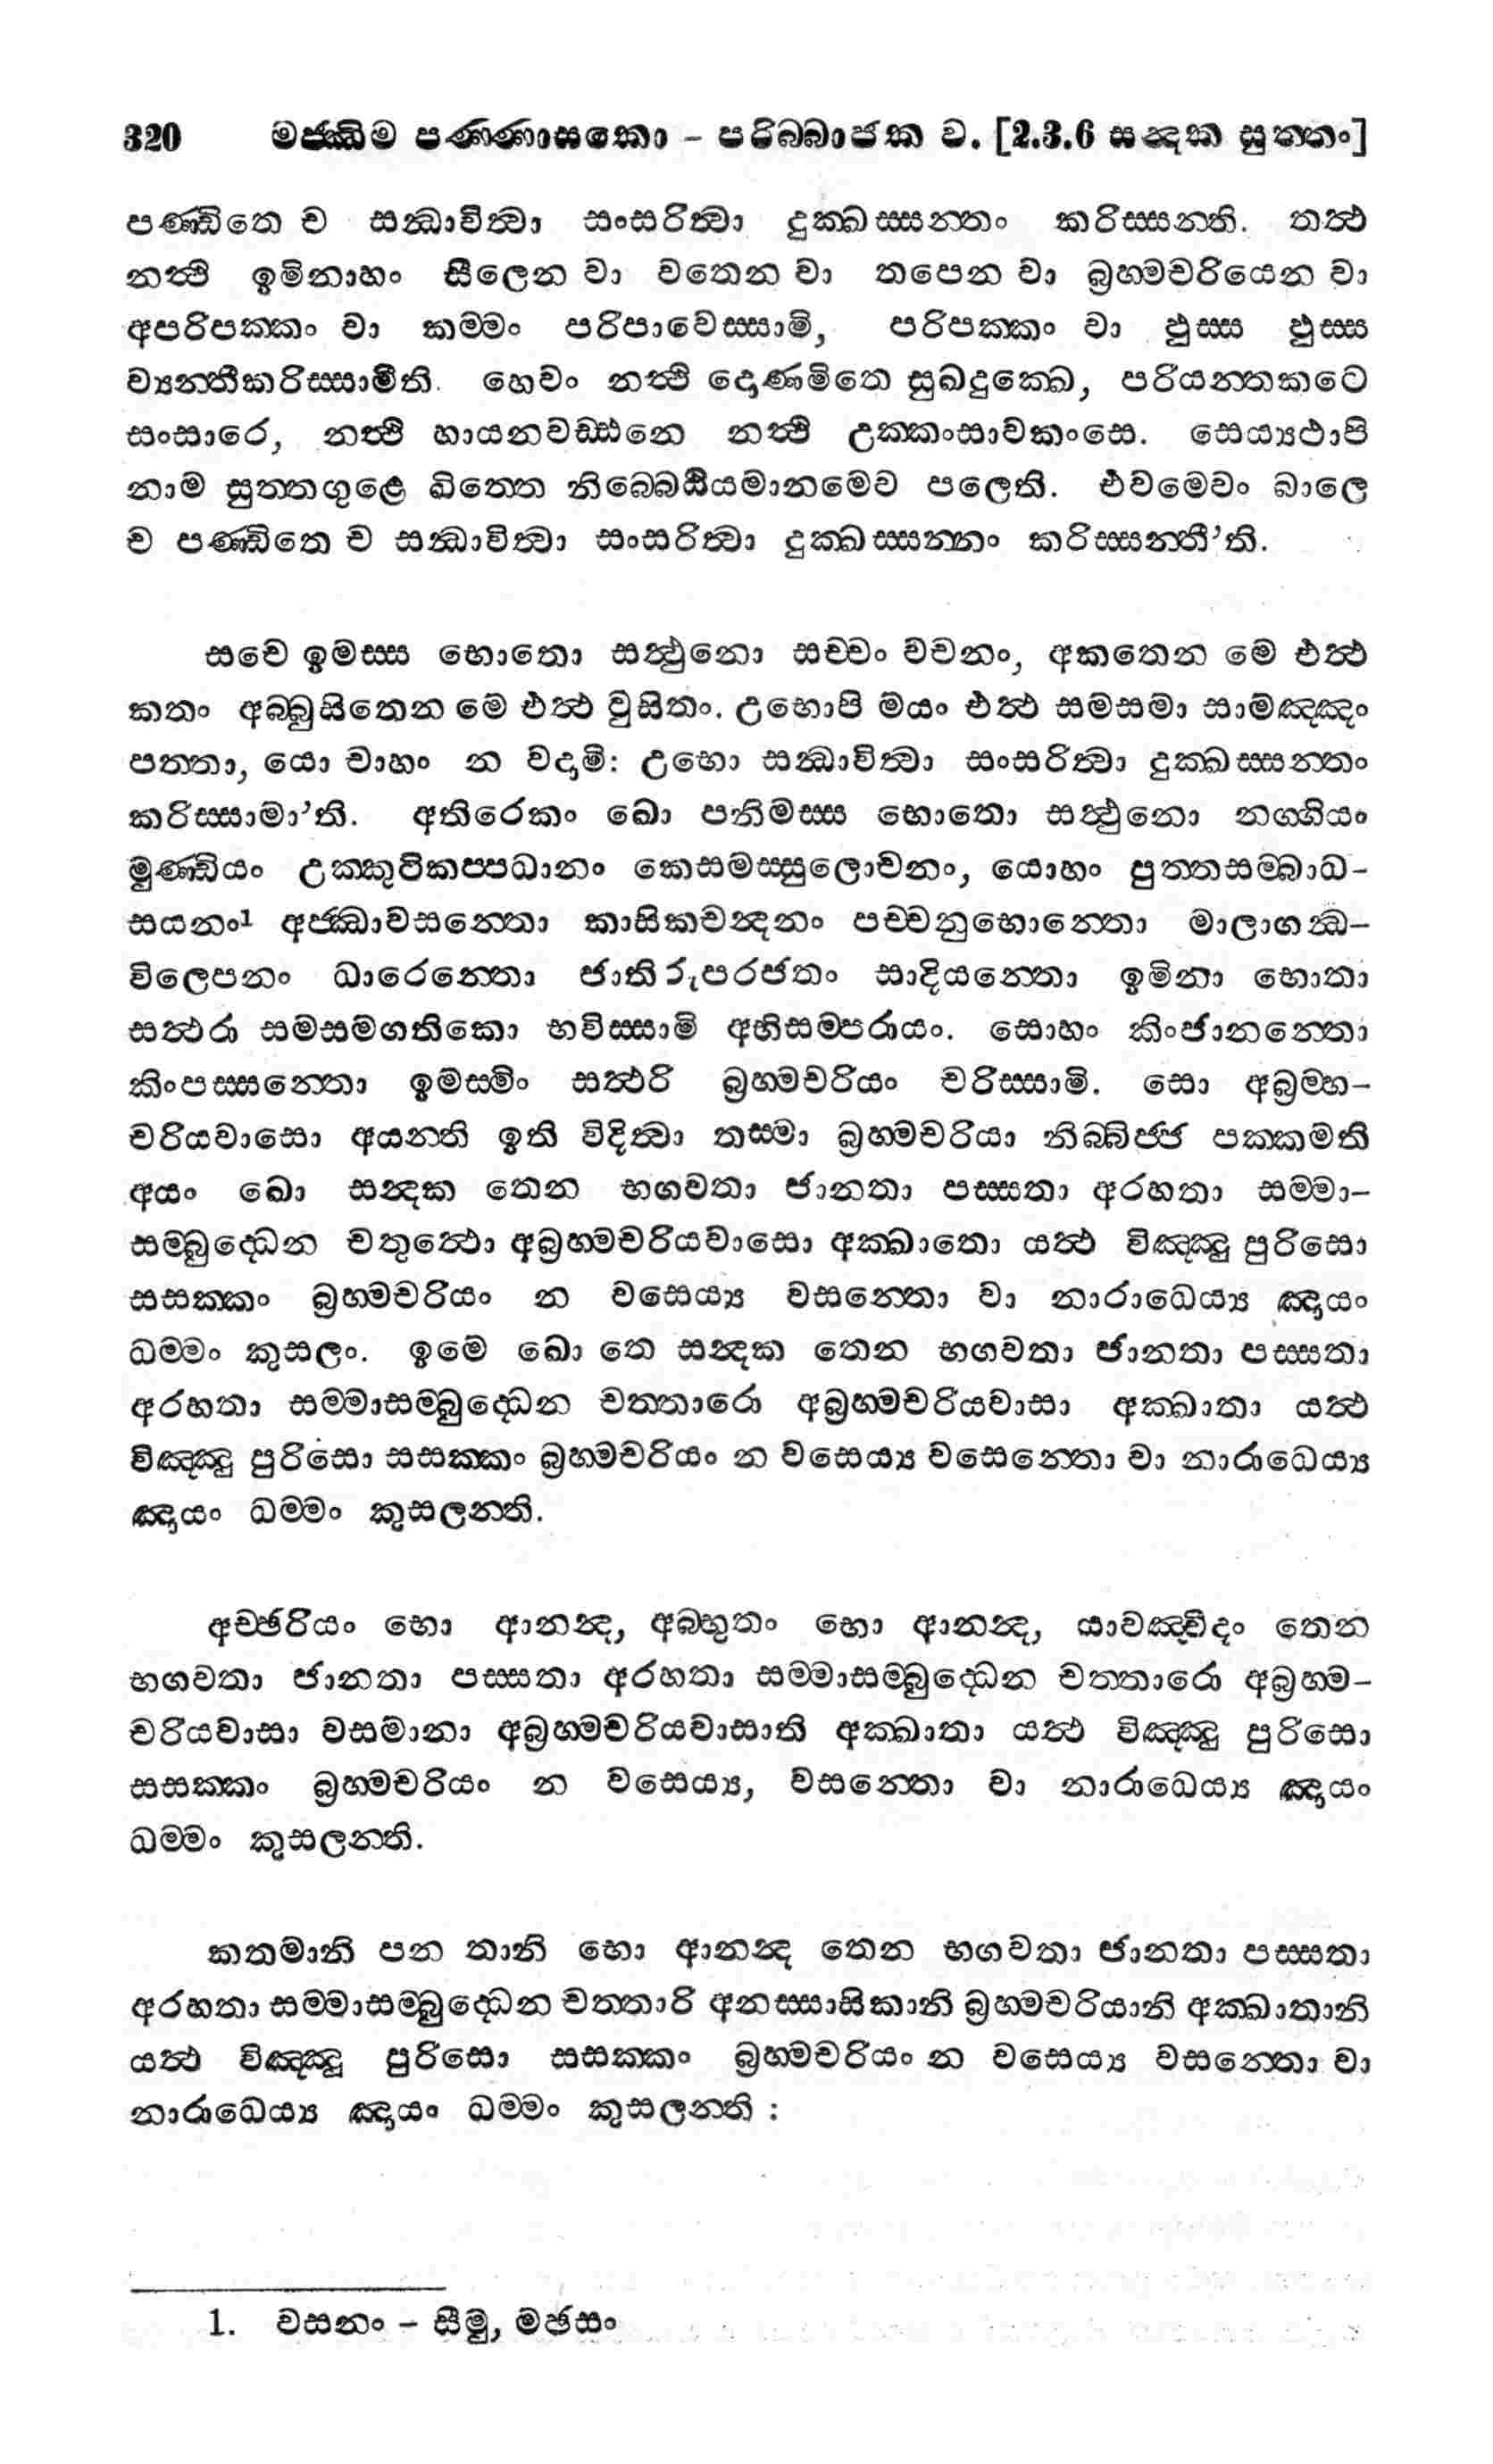 320 මජ්ඣිම පණ්ණාසකො - පරිබ්බාජක ව. [2.3.6 සන්දක සුත්තං]
පණ්ඩිතෙ ච සන්ධාවිත්වා සංසරිත්වා දුක්ඛස්සන්තං කරිස්සන්ති. තත්ථ
නත්ථි ඉමිනාහං සීලෙන වා වතෙන වා තපෙන වා බ්‍රහ්මචරියෙන වා
අපරිපක්කං වා කම්මං පරිපාචෙස්සාමි, පරිපක්කං වා ඵුස්ස ඵුස්ස
ව්‍යන්තීකරිස්සාමීති. හෙවං නත්ථි දොණමිතෙ සුඛදුක්ඛෙ, පරියන්තකටෙ
සංසාරෙ, නත්ථි හායනවඩ්ඪනෙ නත්ථි උක්කංසාවකංසෙ. සෙය්‍යථාපි
නාම සුත්තගුළෙ ඛිත්තෙ නිබ්බෙඨියමානමෙව පලෙති. එවමෙවං බාලෙ
ච පණ්ඩිතෙ ච සන්ධාවිත්වා සංසරිත්වා දුක්ඛස්සන්තං කරිස්සන්තී’ති.
සචෙ ඉමස්ස භොතො සත්ථුනො සච්චං වචනං, අකතෙන මෙ එත්ථ
කතං අබ්බුසිතෙන මෙ එත්ථ වුසිතං. උභොපි මයං එත්ථ සමසමා සාමඤ්ඤං
පත්තා, යො චාහං න වදාමි: උභො සන්ධාවිත්වා සංසරිත්වා දුක්ඛස්සන්තං
කරිස්සාමා’ති. අතිරෙකං ඛො පනිමස්ස භොතො සත්ථුනො නග්ගියං
මුණ්ඩියං උක්කුටිකප්පධානං කෙසමස්සුලොචනං, යොහං පුත්තසම්බාධ-
සයනං¹ අජ්ඣාවසන්තො කාසිකචන්දනං පච්චනුභොන්තො මාලාගන්ධ-
විලෙපනං ධාරෙන්තො ජාතිරූපරජතං සාදියන්තො ඉමිනා භොතා
සත්ථරා සමසමගතිකො භවිස්සාමි අභිසම්පරායං. සොහං කිංජානන්තො
කිංපස්සන්තො ඉමස්මිං සත්ථරි බ්‍රහ්මචරියං චරිස්සාමි. සො අබ්‍රම්හ-
චරියවාසො අයන්ති ඉති විදිත්වා තස්මා බ්‍රහ්මචරියා නිබ්බිජ්ජ පක්කමති
අයං ඛො සන්දක තෙන භගවතා ජානතා පස්සතා අරහතා සම්මා-
සම්බුද්ධෙන චතුත්ථො අබ්‍රහ්මචරියවාසො අක්ඛාතො යත්ථ විඤ්ඤු පුරිසො
සසක්කං බ්‍රහ්මචරියං න වසෙය්‍ය වසන්තො වා නාරාධෙය්‍ය ඤායං
ධම්මං කුසලං. ඉමෙ ඛො තෙ සන්දක තෙන භගවතා ජානතා පස්සතා
අරහතා සම්මාසම්බුද්ධෙන චත්තාරො අබ්‍රහ්මචරියවාසා අක්ඛාතා යත්ථ
විඤ්ඤු පුරිසො සසක්කං බ්‍රහ්මචරියං න වසෙය්‍ය වසෙන්තො වා නාරාධෙය්‍ය
ඤායං ධම්මං කුසලන්ති.
අච්ඡරියං භො ආනන්ද, අබ්භුතං භො ආනන්ද, යාවඤ්චිදං තෙන
භගවතා ජානතා පස්සතා අරහතා සම්මාසම්බුද්ධෙන චත්තාරො අබ්‍රහ්ම-
චරියවාසා වසමානා අබ්‍රහ්මචරියවාසාති අක්ඛාතා යත්ථ විඤ්ඤු පුරිසො
සසක්කං බ්‍රහ්මචරියං න වසෙය්‍ය, වසන්තො වා නාරාධෙය්‍ය ඤායං
ධම්මං කුසලන්ති.
කතමානි පන තානි භො ආනන්ද තෙන භගවතා ජානතා පස්සතා
අරහතා සම්මාසම්බුද්ධෙන චත්තාරි අනස්සාසිකානි බ්‍රහ්මචරියානි අක්ඛාතානි
යත්ථ විඤ්ඤූ පුරිසො සසක්කං බ්‍රහ්මචරියං න වසෙය්‍ය වසන්තො වා
නාරාධෙය්‍ය ඤායං ධම්මං කුසලන්ති :
1. වසනං - සීමු, මඡසං